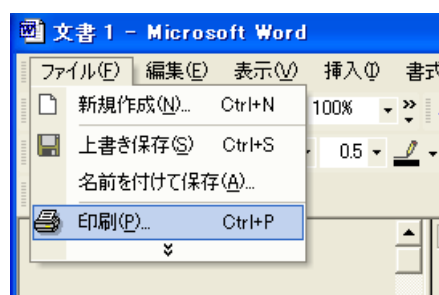 文書 1 - Microsoft Word
ファイル(F) 編集(E) 表示(V) 挿入(I) 書式
新規作成(N)... Ctrl+N 100%
上書き保存(S) Ctrl+S 0.5
名前を付けて保存(A)...
印刷(P)... Ctrl+P